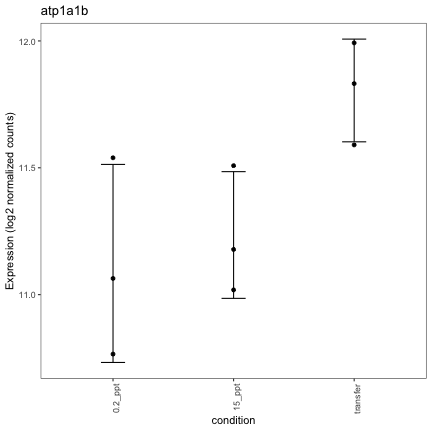 atp1a1b
Expression (log2 normalized counts)
12.0
11.5
11.0
0.2_ppt
15_ppt
transfer
condition